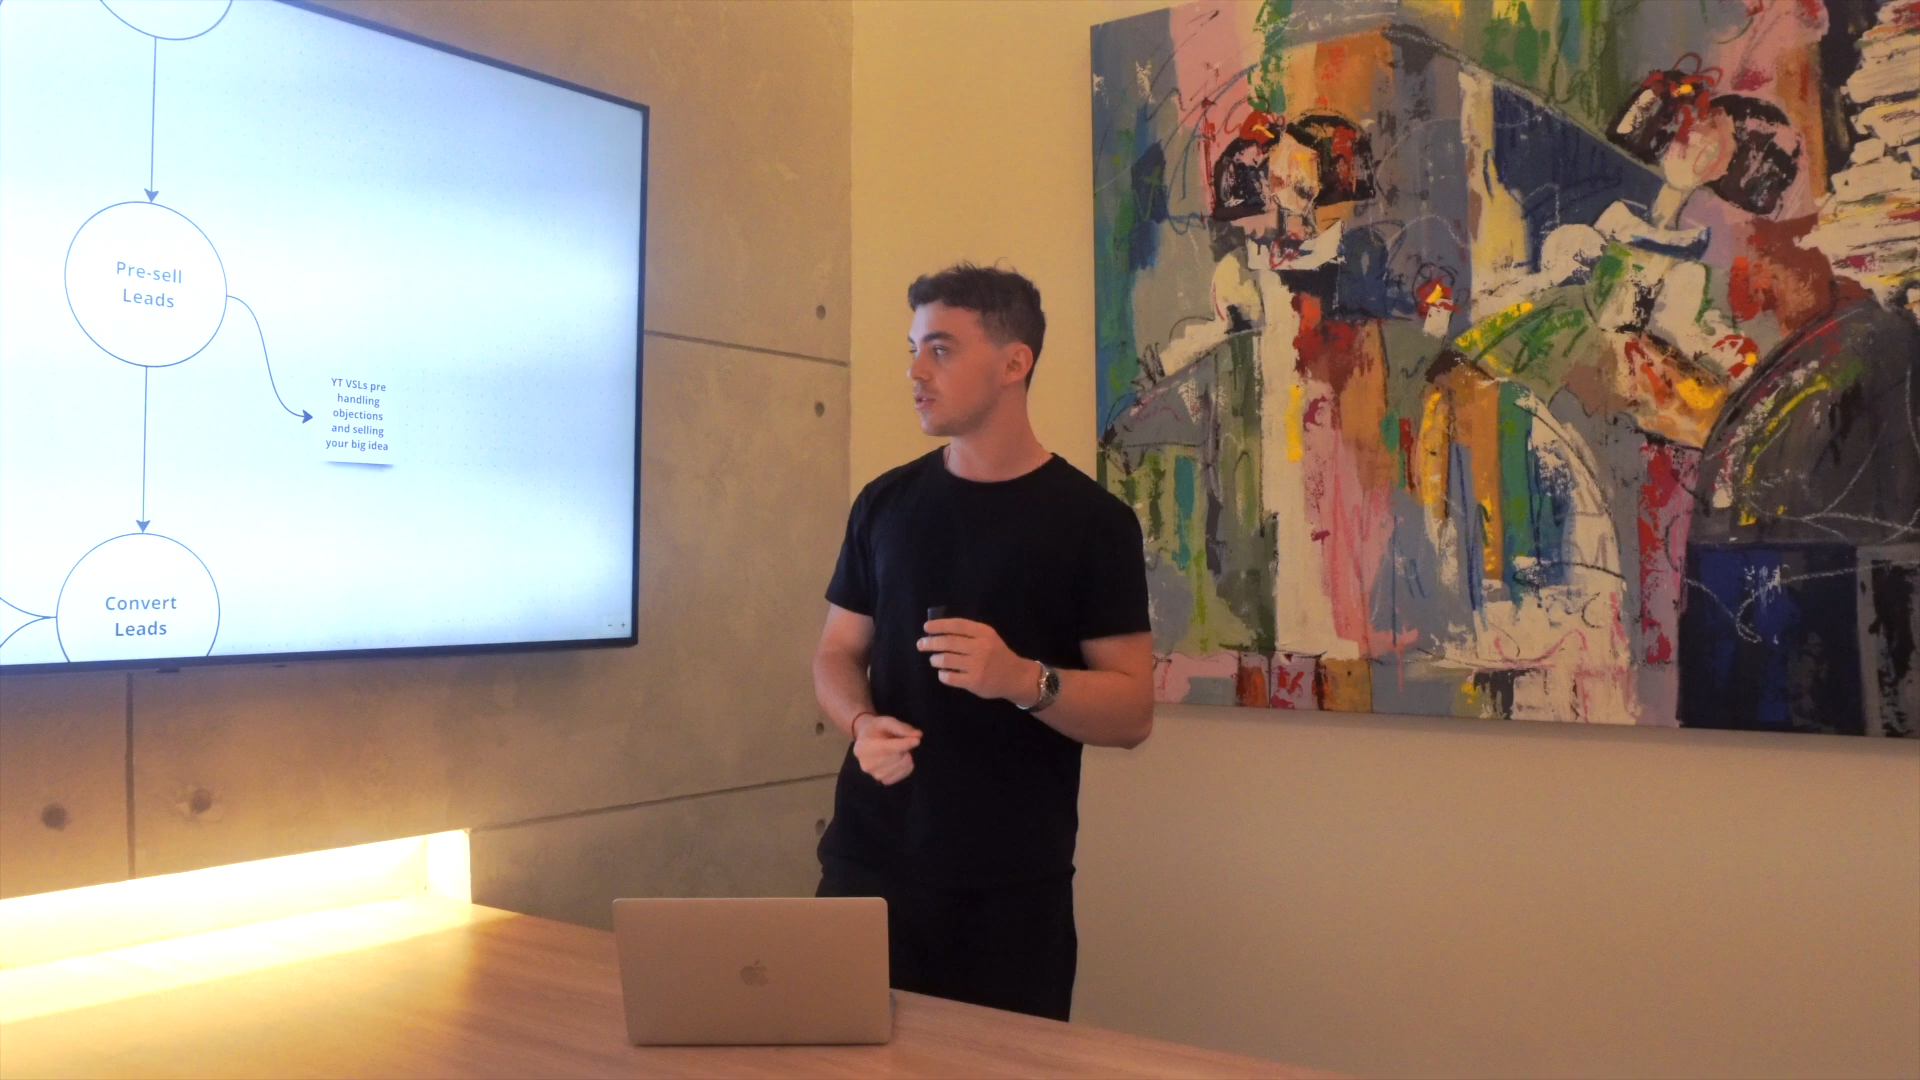 Pre-sell
Leads
YT VSLs pre
handling
objections
and selling
your big idea
Convert
Leads